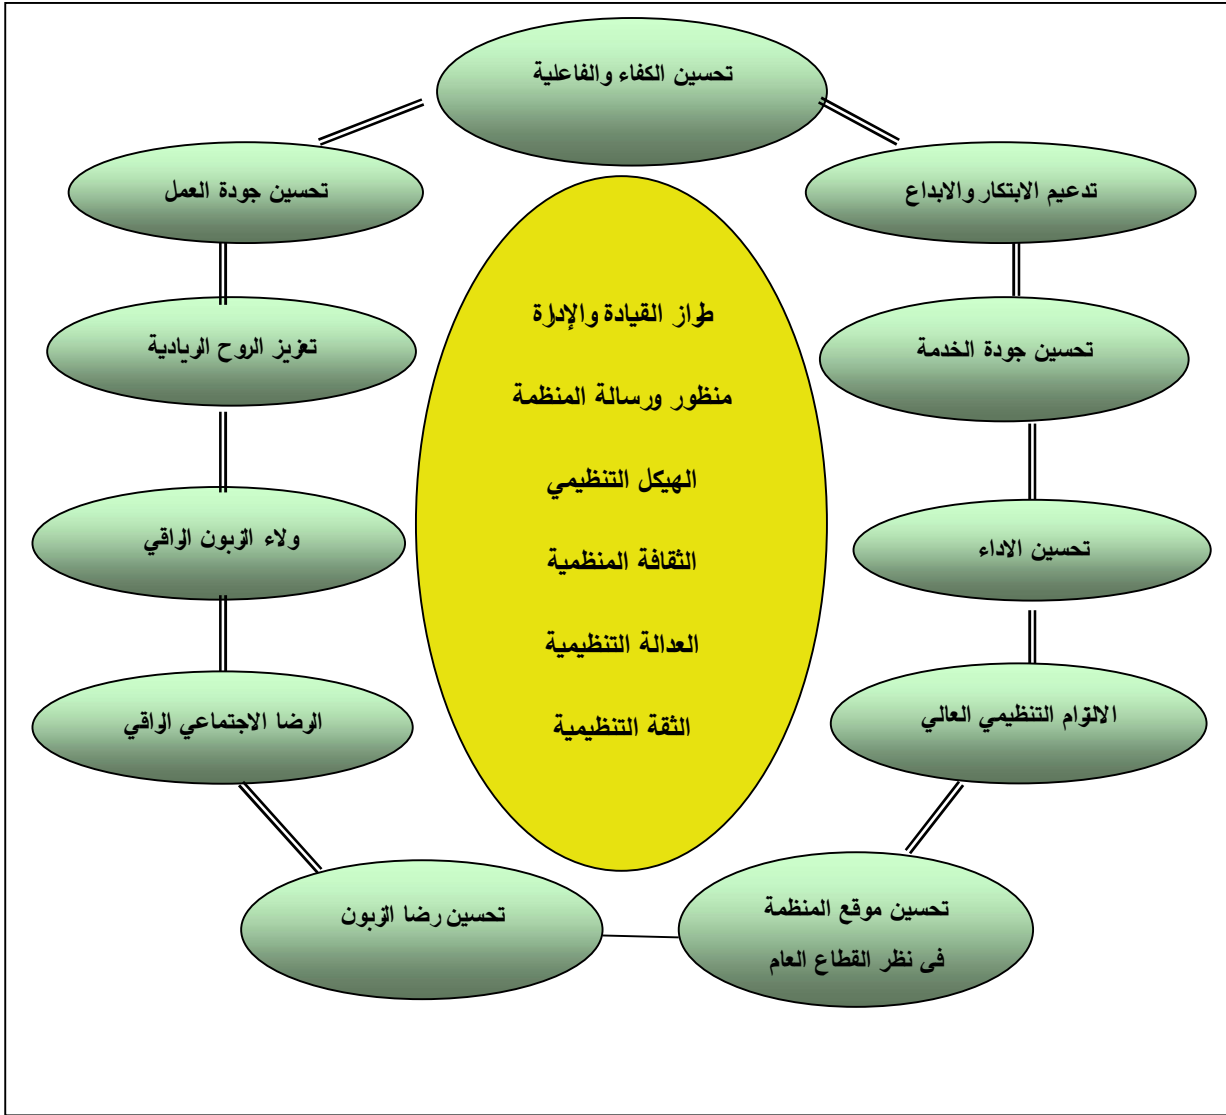 تحسين الكفاء والفاعلية
تدعيم الابتكار والابداع
تحسين جودة العمل
طراز القيادة والإدارة
تعزيز الروح الريادية
تحسين جودة الخدمة
منظور ورسالة المنظمة
الهيكل التنظيمي
ولاء الزبون الراقي
تحسين الاداء
الثقافة المنظمية
العدالة التنظيمية
الثقة التنظيمية
الرضا الاجتماعي الراقي
الالتزام التنظيمي العالي
تحسين موقع المنظمة
فى نظر القطاع العام
تحسين رضا الزبون